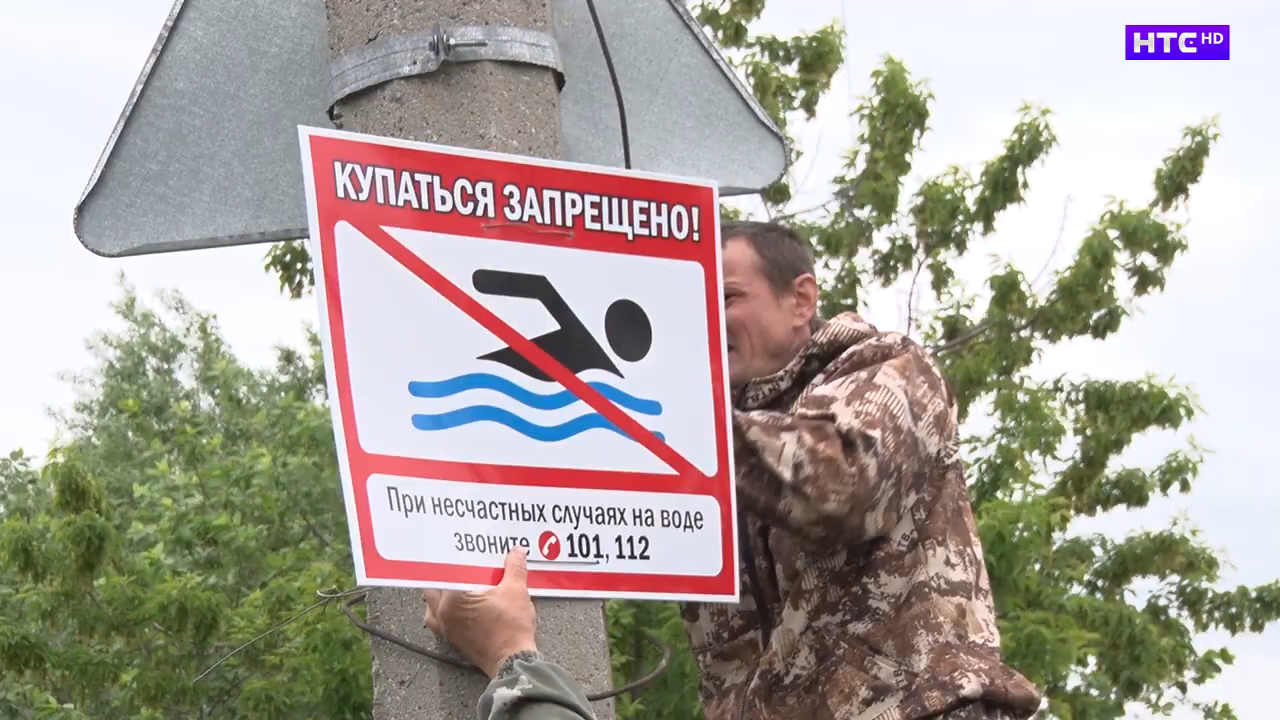 НТС HD
КУПАТЬСЯ ЗАПРЕЩЕНО!
При несчастных случаях на воде
звоните 101, 112